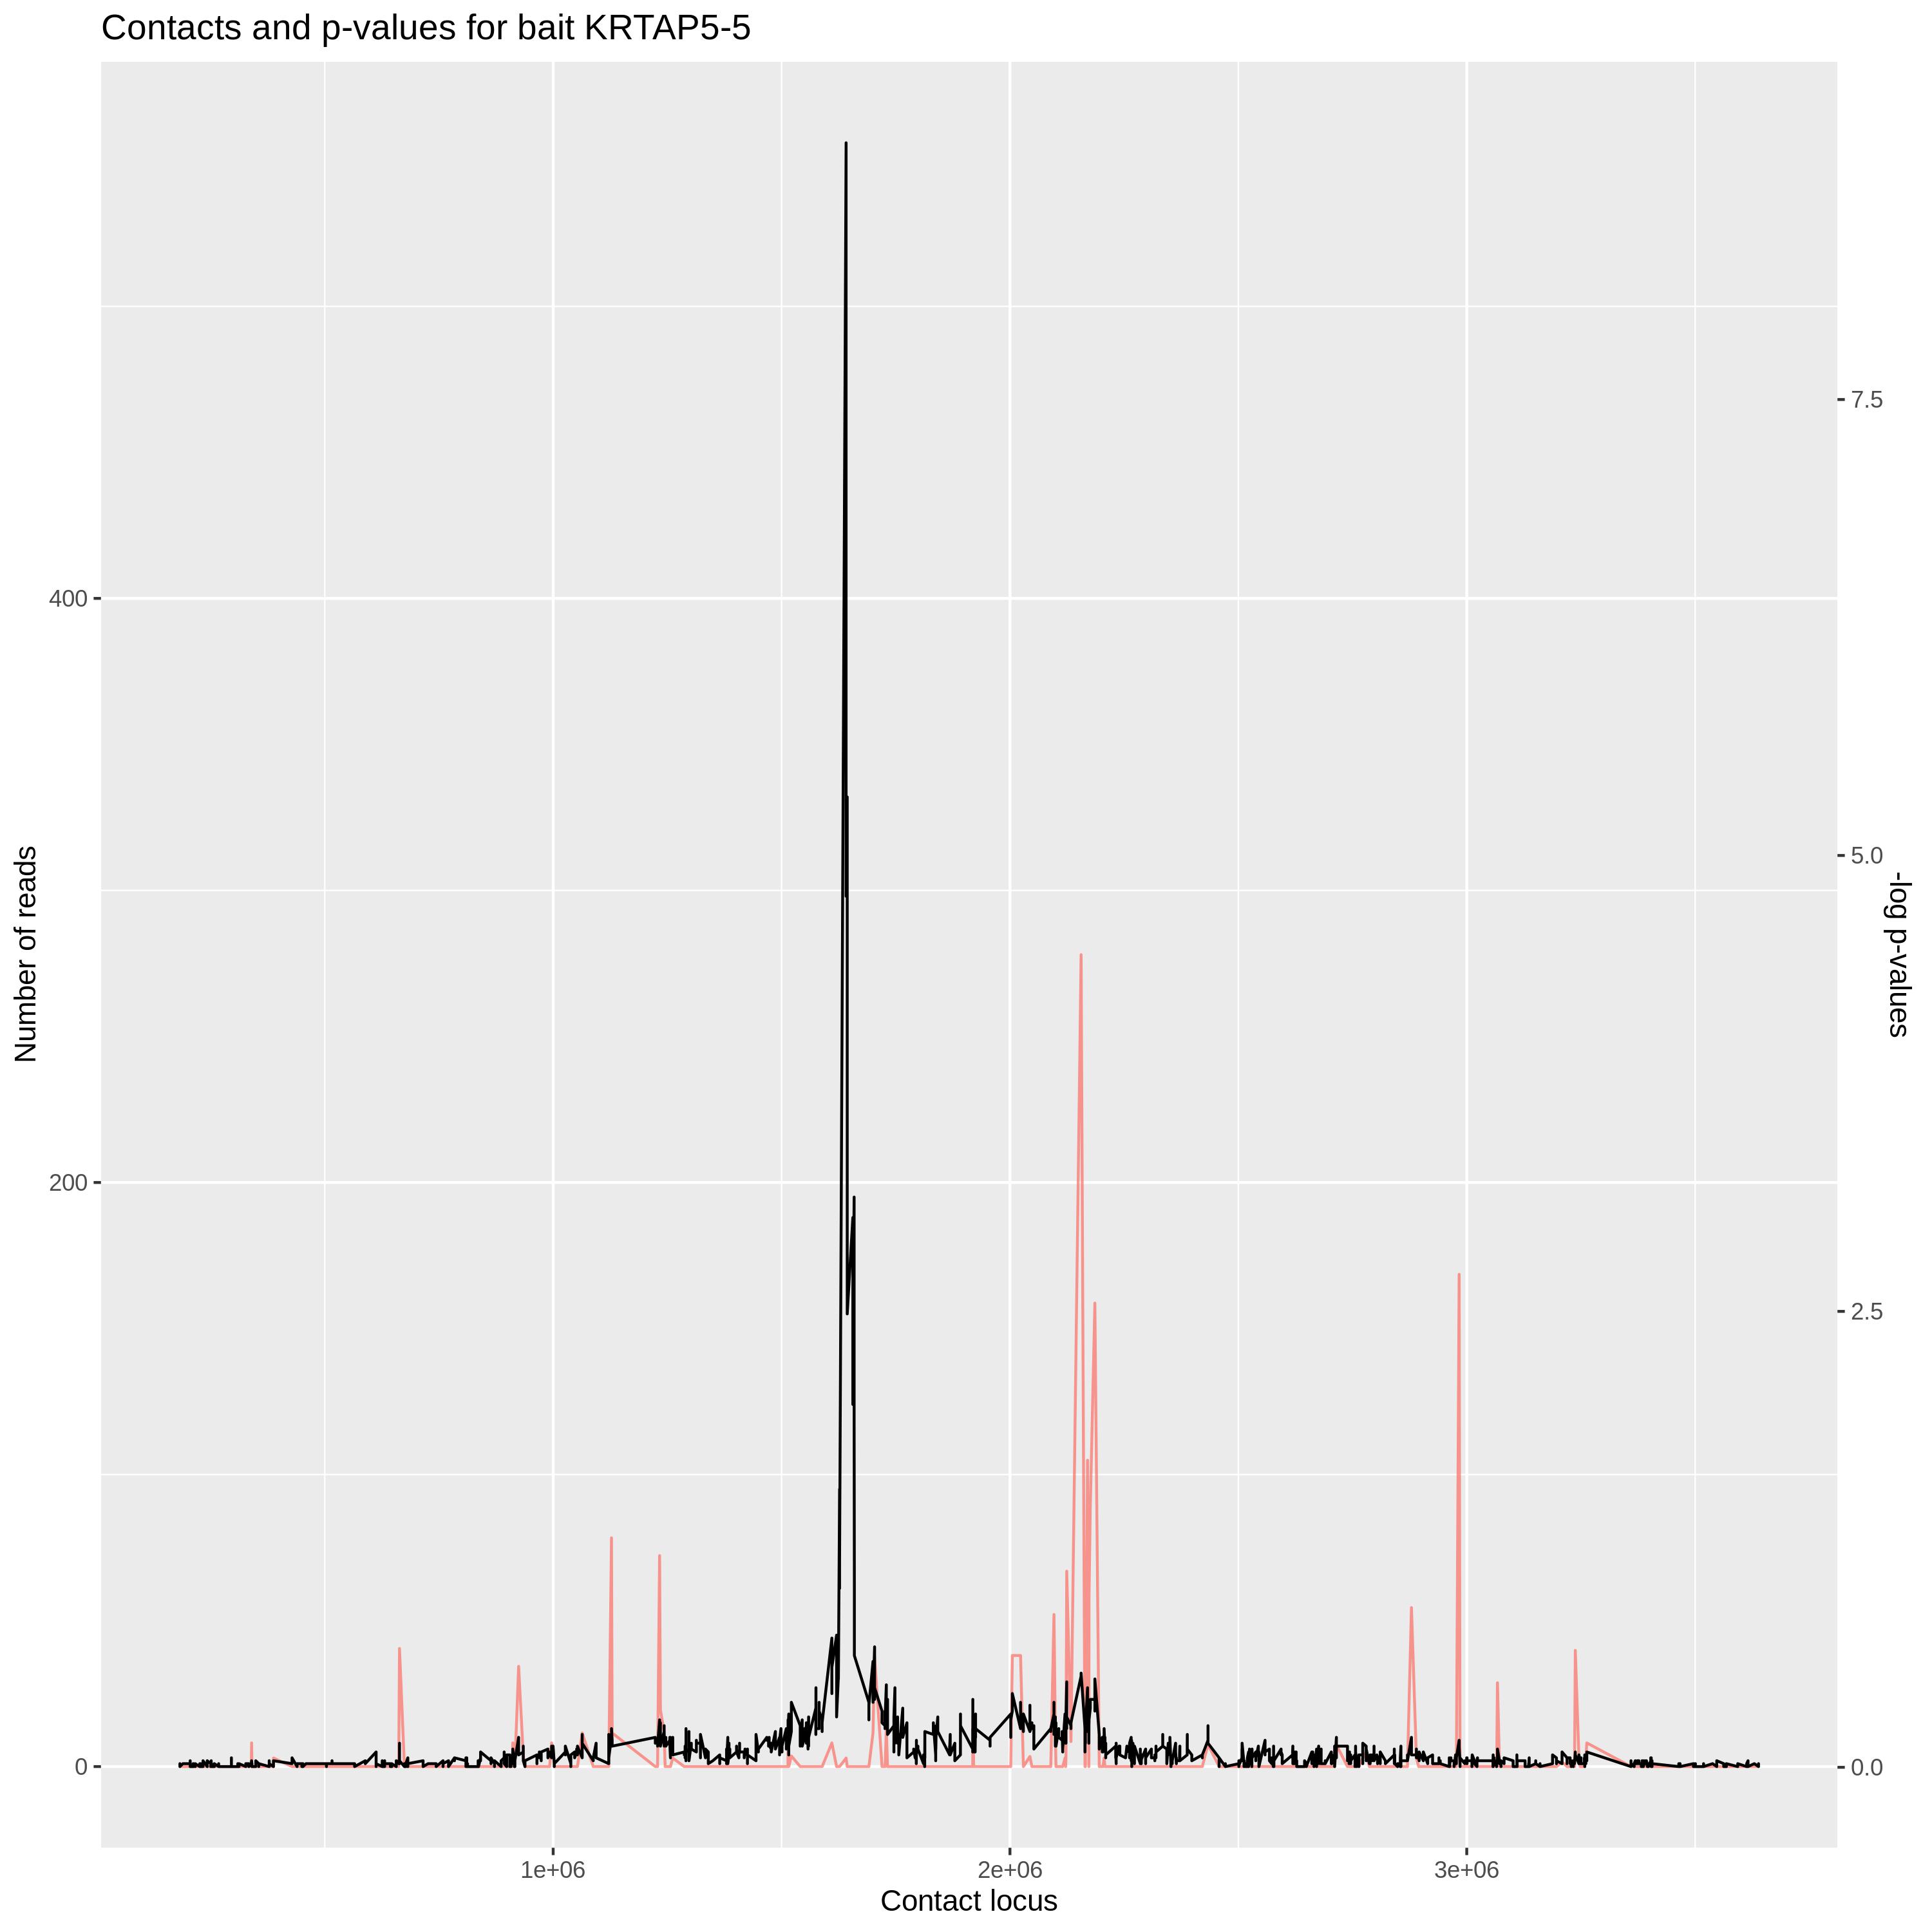 Contacts and p-values for bait KRTAP5-5
400
200
0
Number of reads
7.5
5.0
2.5
0.0
-log p-values
1e+06 2e+06 3e+06
Contact locus